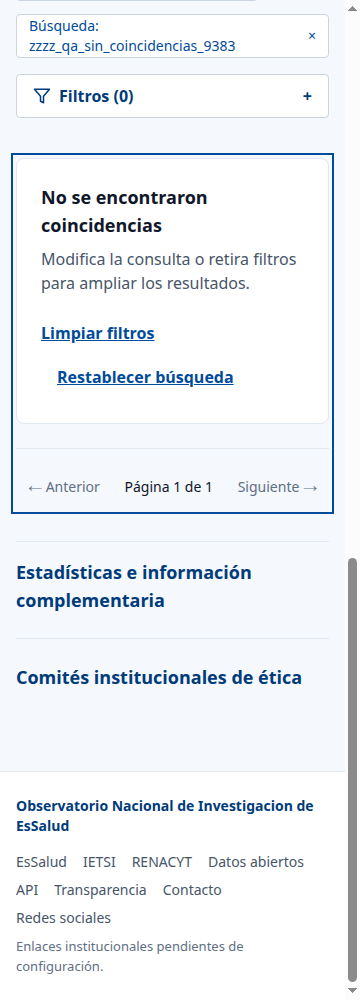 Búsqueda:
zzzz_qa_sin_coincidencias_9383
×
Filtros (0)
+
No se encontraron
coincidencias
Modifica la consulta o retira filtros
para ampliar los resultados.
Limpiar filtros
Restablecer búsqueda
← Anterior Página 1 de 1 Siguiente →
Estadísticas e información
complementaria
Comités institucionales de ética
Observatorio Nacional de Investigacion de
EsSalud
EsSalud IETSI RENACYT Datos abiertos
API Transparencia Contacto
Redes sociales
Enlaces institucionales pendientes de
configuración.